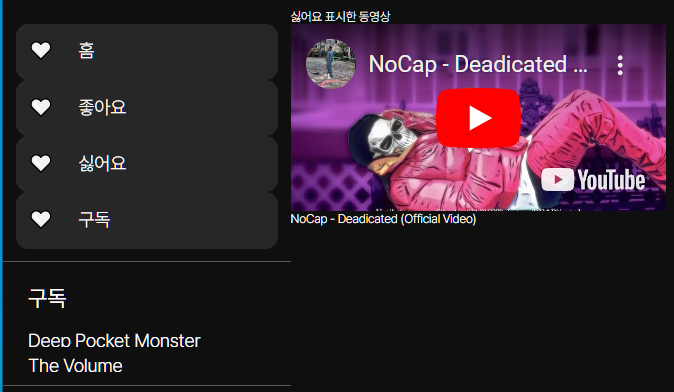 홈
좋아요
싫어요
구독
구독
Deep Pocket Monster
The Volume
싫어요 표시한 동영상
NoCap - Deadicated ...
YouTube
NoCap - Deadicated (Official Video)